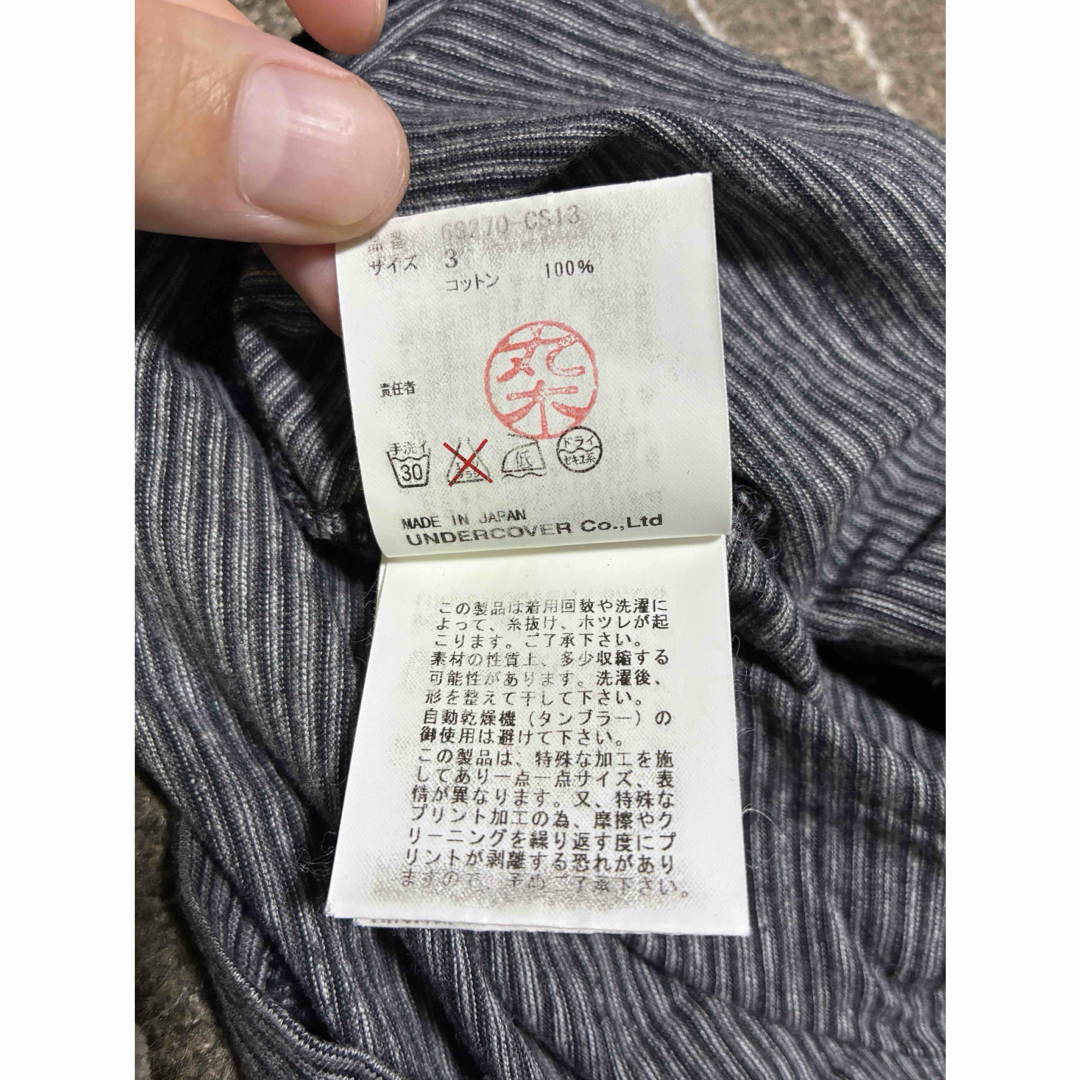 品番 69270-CS13
サイズ 3
コットン 100%
丸
木
責任者
手洗イ
30
低
ドライ
セキユ系
MADE IN JAPAN
UNDERCOVER Co.,Ltd
この製品は着用回数や洗濯に
よって、糸抜け、ホツレが起
こります。ご了承下さい。
素材の性質上、多少収縮する
可能性があります。洗濯後、
形を整えて干して下さい。
自動乾燥機(タンブラー)の
御使用は避けて下さい。
この製品は、特殊な加工を施
してあり一点一点サイズ、表
情が異なります。又、特殊な
プリント加工の為、摩擦やク
リーニングを繰り返す度にプ
リントが剥離する恐れがあり
ますので、予めご了承下さい。